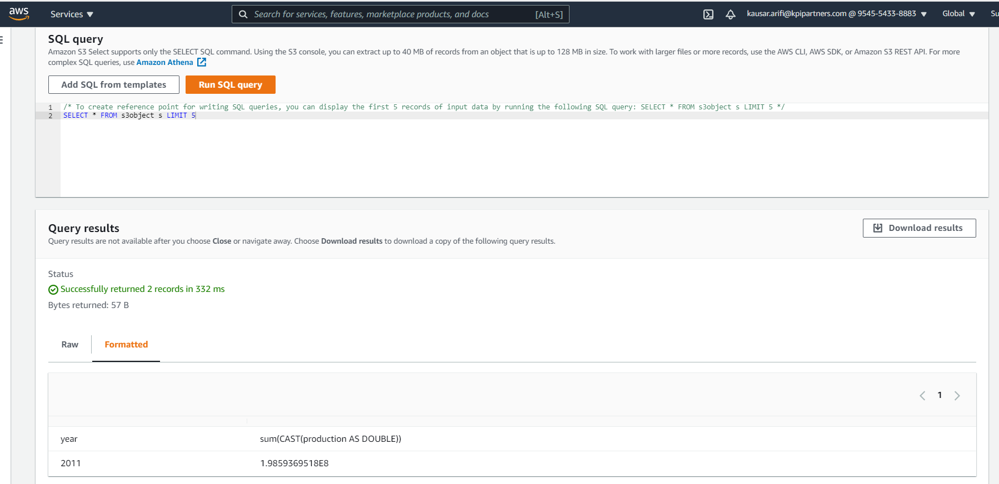 aws
Services
Search for services, features, marketplace products, and docs [Alt+S]
kausar.arifi@kpipartners.com @ 9545-5433-8883
Global
Su
SQL query
Amazon S3 Select supports only the SELECT SQL command. Using the S3 console, you can extract up to 40 MB of records from an object that is up to 128 MB in size. To work with larger files or more records, use the AWS CLI, AWS SDK, or Amazon S3 REST API. For more
complex SQL queries, use Amazon Athena
Add SQL from templates
Run SQL query
1 /* To create reference point for writing SQL queries, you can display the first 5 records of input data by running the following SQL query: SELECT * FROM s3object s LIMIT 5 */
2 SELECT * FROM s3object s LIMIT 5
Query results
Download results
Query results are not available after you choose Close or navigate away. Choose Download results to download a copy of the following query results.
Status
Successfully returned 2 records in 332 ms
Bytes returned: 57 B
Raw
Formatted
1
year sum(CAST(production AS DOUBLE))
2011 1.9859369518E8